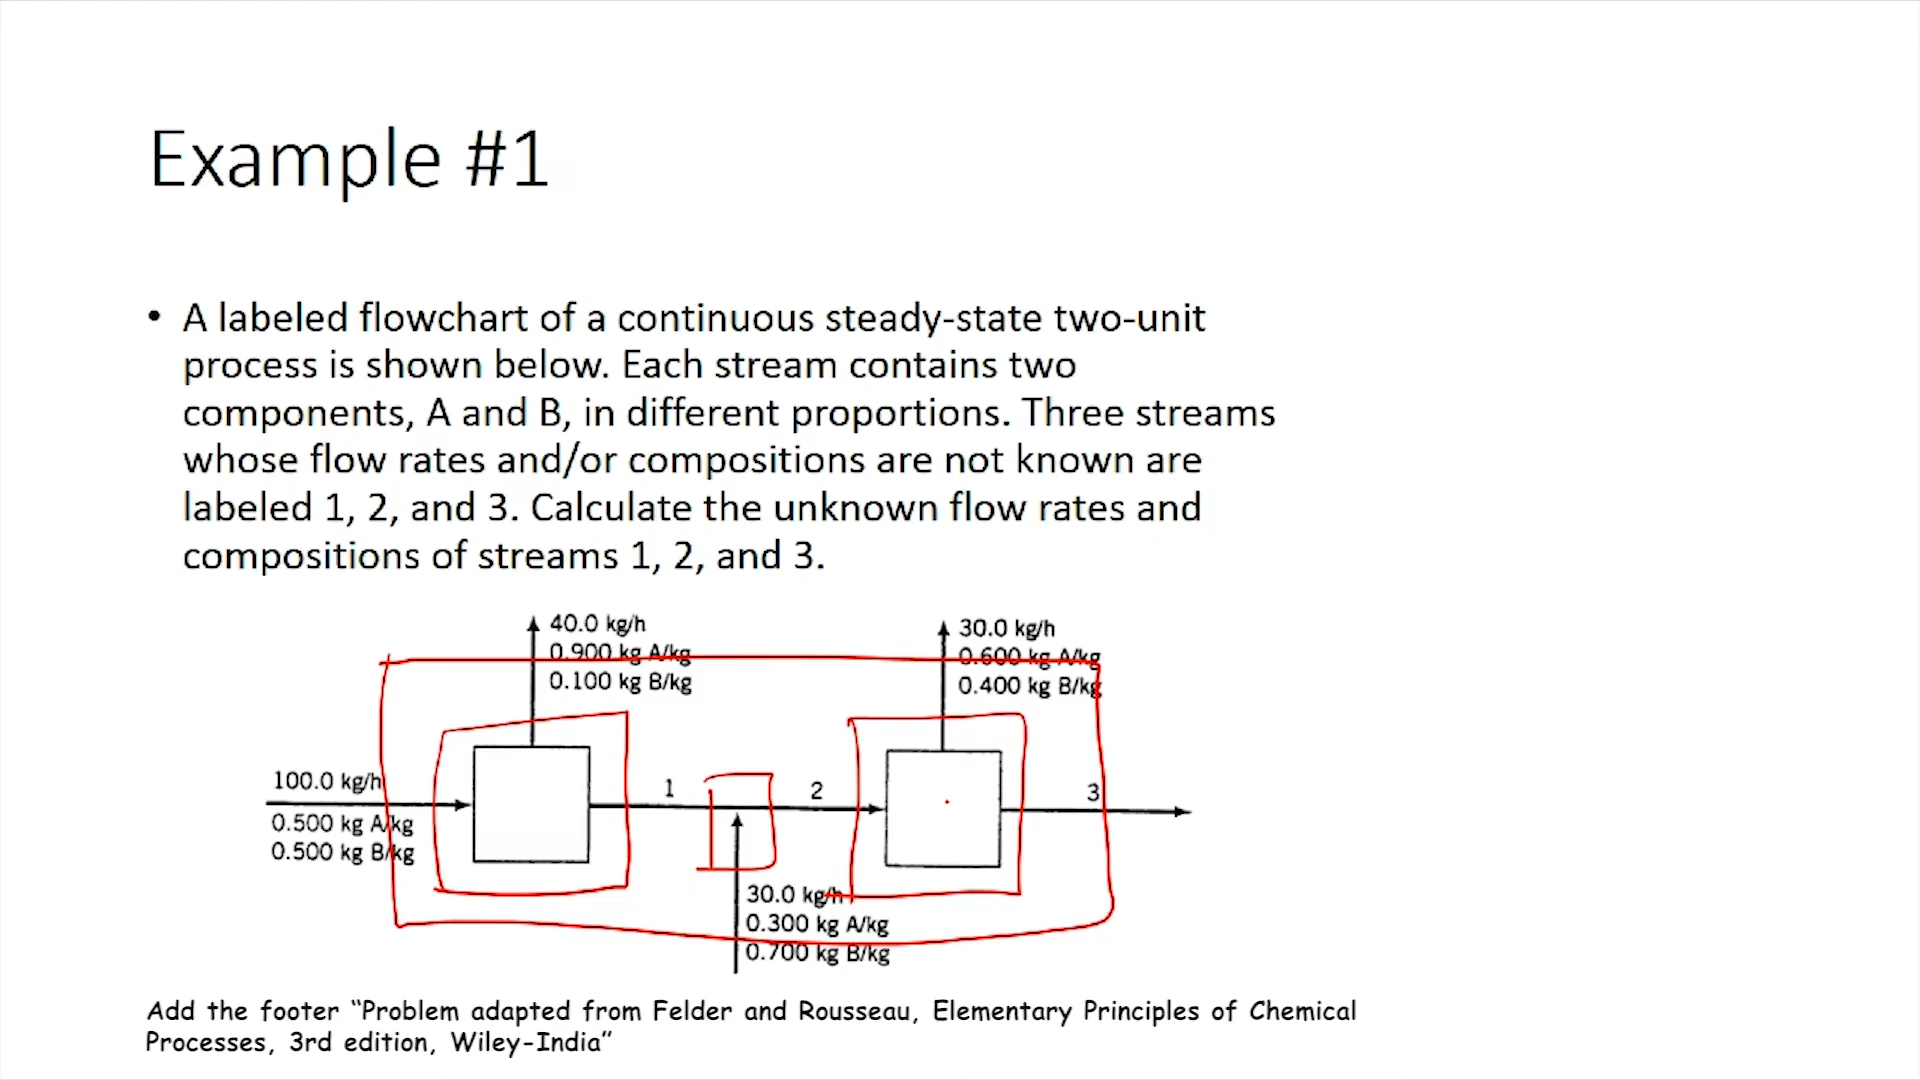 Example #1
• A labeled flowchart of a continuous steady-state two-unit
process is shown below. Each stream contains two
components, A and B, in different proportions. Three streams
whose flow rates and/or compositions are not known are
labeled 1, 2, and 3. Calculate the unknown flow rates and
compositions of streams 1, 2, and 3.
40.0 kg/h
0.900 kg A/kg
0.100 kg B/kg
30.0 kg/h
0.600 kg A/kg
0.400 kg B/kg
100.0 kg/h
0.500 kg A/kg
0.500 kg B/kg
1
2
3
30.0 kg/h
0.300 kg A/kg
0.700 kg B/kg
Add the footer “Problem adapted from Felder and Rousseau, Elementary Principles of Chemical
Processes, 3rd edition, Wiley-India”